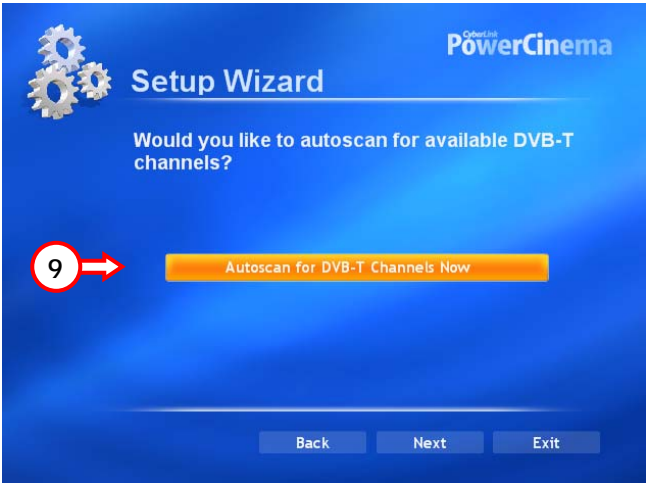 CyberLink
PowerCinema
Setup Wizard
Would you like to autoscan for available DVB-T
channels?
9
Autoscan for DVB-T Channels Now
Back Next Exit